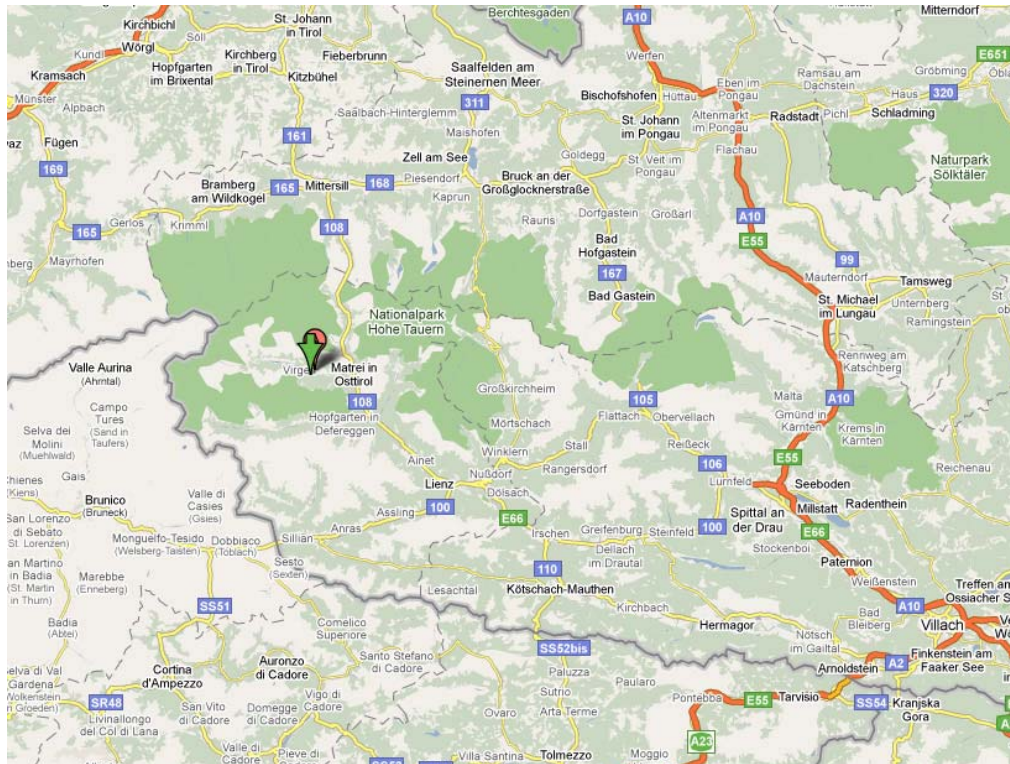 Berchtesgaden
Mitterndorf
Kirchbichl
St. Johann
in Tirol
A10
Wörgl
Söll
Kundl
Kirchberg
in Tirol
Fieberbrunn
Werfen
E651
Kramsach
Hopfgarten
im Brixental
Kitzbühel
Saalfelden am
Steinernen Meer
Eben im
Pongau
Ramsau am
Dachstein
Gröbming
Münster
Alpbach
311
Bischofshofen
Hüttau
Haus
320
Saalbach-Hinterglemm
Altenmarkt
im Pongau
Radstadt
Pichl
Schladming
Fügen
161
Maishofen
St. Johann
im Pongau
Flachau
169
Zell am See
Goldegg
St Veit im
Pongau
Naturpark
Sölktäler
Bramberg
am Wildkogel
165
Mittersill
168
Piesendorf
Bruck an der
Großglocknerstraße
Kaprun
Gerlos
Krimml
108
Rauris
Dorfgastein
Großarl
A10
165
Bad
Hofgastein
E55
Mayrhofen
99
167
Mauterndorf
Tamsweg
Bad Gastein
St. Michael
im Lungau
Unternberg
Nationalpark
Hohe Tauern
Ramingstein
Valle Aurina
(Ahrntal)
Matrei in
Osttirol
Rennweg am
Katschberg
Großkirchheim
108
105
Malta
A10
Campo
Tures
(Sand in
Taufers)
Hopfgarten in
Defereggen
Mörtschach
Flattach
Obervellach
Gmünd in
Kärnten
Krems in
Kärnten
Selva dei
Molini
(Muehlwald)
Winklern
Stall
Reißeck
E55
Gais
Ainet
Nußdorf
Rangersdorf
106
Reichenau
Lienz
Dölsach
Lurnfeld
Seeboden
Brunico
(Bruneck)
Valle di
Casies
(Gsies)
100
Millstatt
Radenthein
Assling
E66
Spittal an
der Drau
San Lorenzo
di Sebato
(St. Lorenzen)
Anras
Irschen
Greifenburg
Steinfeld
100
E66
Monguelfo-Tesido
(Welsberg-Taisten)
Dobbiaco
(Toblach)
Sillian
Dellach
im Drautal
Stockenboi
San Martino
in Badia
(St. Martin
in Thurn)
Marebbe
(Enneberg)
Sesto
(Sexten)
110
Paternion
Lesachtal
Kötschach-Mauthen
Weißenstein
Treffen am
Ossiacher
SS51
Kirchbach
A10
Badia
(Abtei)
Comelico
Superiore
Hermagor
Bad
Bleiberg
Villach
SS52bis
Nötsch
im Gailtal
Santo Stefano
di Cadore
Paluzza
A2
Finkenstein am
Faaker See
Cortina
d'Ampezzo
Auronzo
di Cadore
Paularo
Arnoldstein
Selva di Val
Gardena
Sutrio
Pontebba
E55
Tarvisio
SS54
Kranjska
Gora
SR48
Vigo di
Cadore
Arta Terme
Livinallongo
del Col di Lana
San Vito
di Cadore
Domegge
di Cadore
Ovaro
A23
Valle di
Pieve di
Villa Santina
Tolmezzo
Moggio